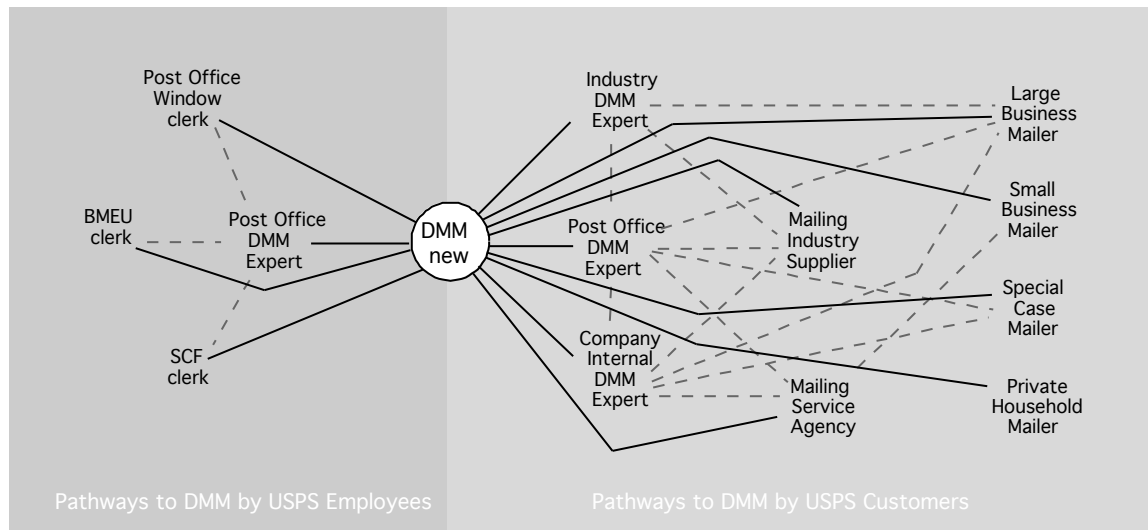 Post Office
Window
clerk
BMEU
clerk
Post Office
DMM
Expert
SCF
clerk
DMM
new
Industry
DMM
Expert
Post Office
DMM
Expert
Company
Internal
DMM
Expert
Mailing
Industry
Supplier
Mailing
Service
Agency
Large
Business
Mailer
Small
Business
Mailer
Special
Case
Mailer
Private
Household
Mailer
Pathways to DMM by USPS Employees
Pathways to DMM by USPS Customers